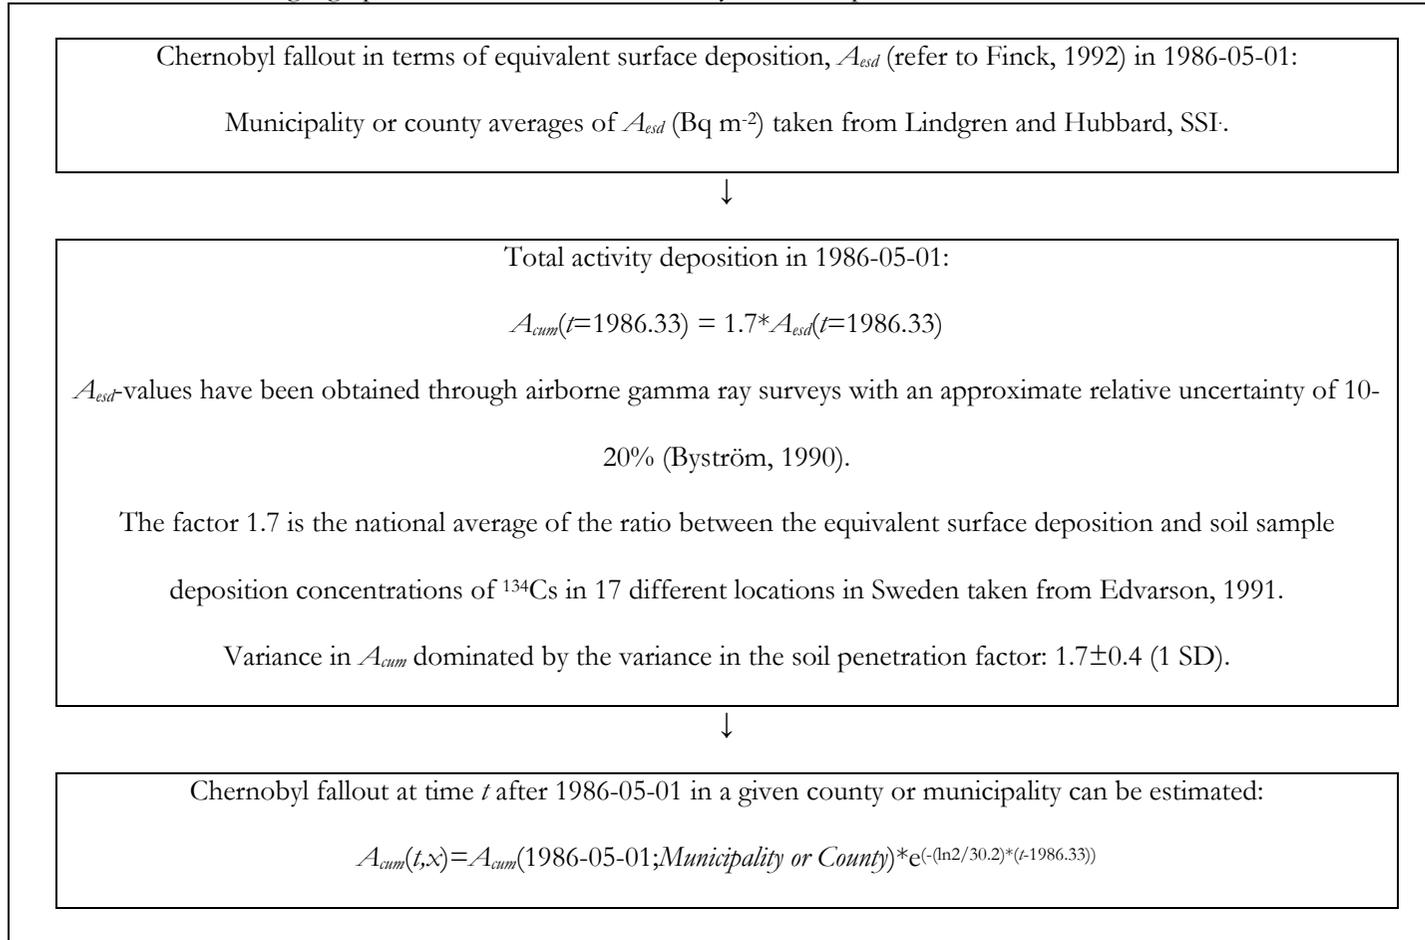 Chernobyl fallout in terms of equivalent surface deposition, Aesd (refer to Finck, 1992) in 1986-05-01:
Municipality or county averages of Aesd (Bq m-2) taken from Lindgren and Hubbard, SSI.
↓
Total activity deposition in 1986-05-01:
Acum(t=1986.33) = 1.7*Aesd(t=1986.33)
Aesd-values have been obtained through airborne gamma ray surveys with an approximate relative uncertainty of 10-
20% (Byström, 1990).
The factor 1.7 is the national average of the ratio between the equivalent surface deposition and soil sample
deposition concentrations of 134Cs in 17 different locations in Sweden taken from Edvarson, 1991.
Variance in Acum dominated by the variance in the soil penetration factor: 1.7±0.4 (1 SD).
↓
Chernobyl fallout at time t after 1986-05-01 in a given county or municipality can be estimated:
Acum(t,x)=Acum(1986-05-01;Municipality or County)*e(-(ln2/30.2)*(t-1986.33))